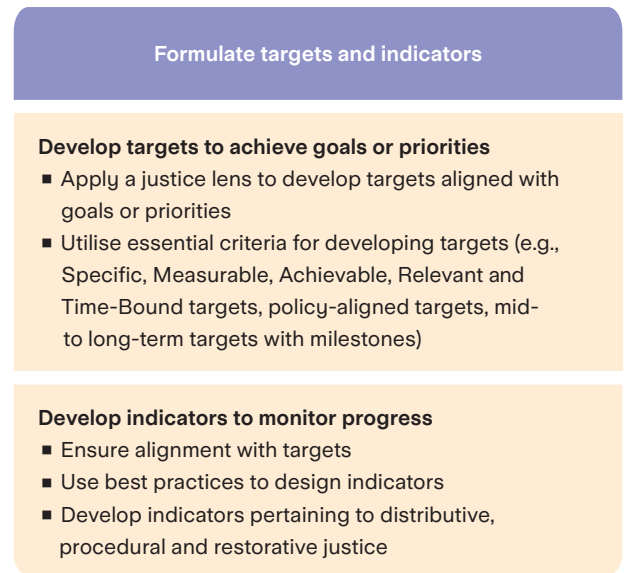 Formulate targets and indicators
Develop targets to achieve goals or priorities
▪ Apply a justice lens to develop targets aligned with
goals or priorities
▪ Utilise essential criteria for developing targets (e.g.,
Specific, Measurable, Achievable, Relevant and
Time-Bound targets, policy-aligned targets, mid-
to long-term targets with milestones)
Develop indicators to monitor progress
▪ Ensure alignment with targets
▪ Use best practices to design indicators
▪ Develop indicators pertaining to distributive,
procedural and restorative justice